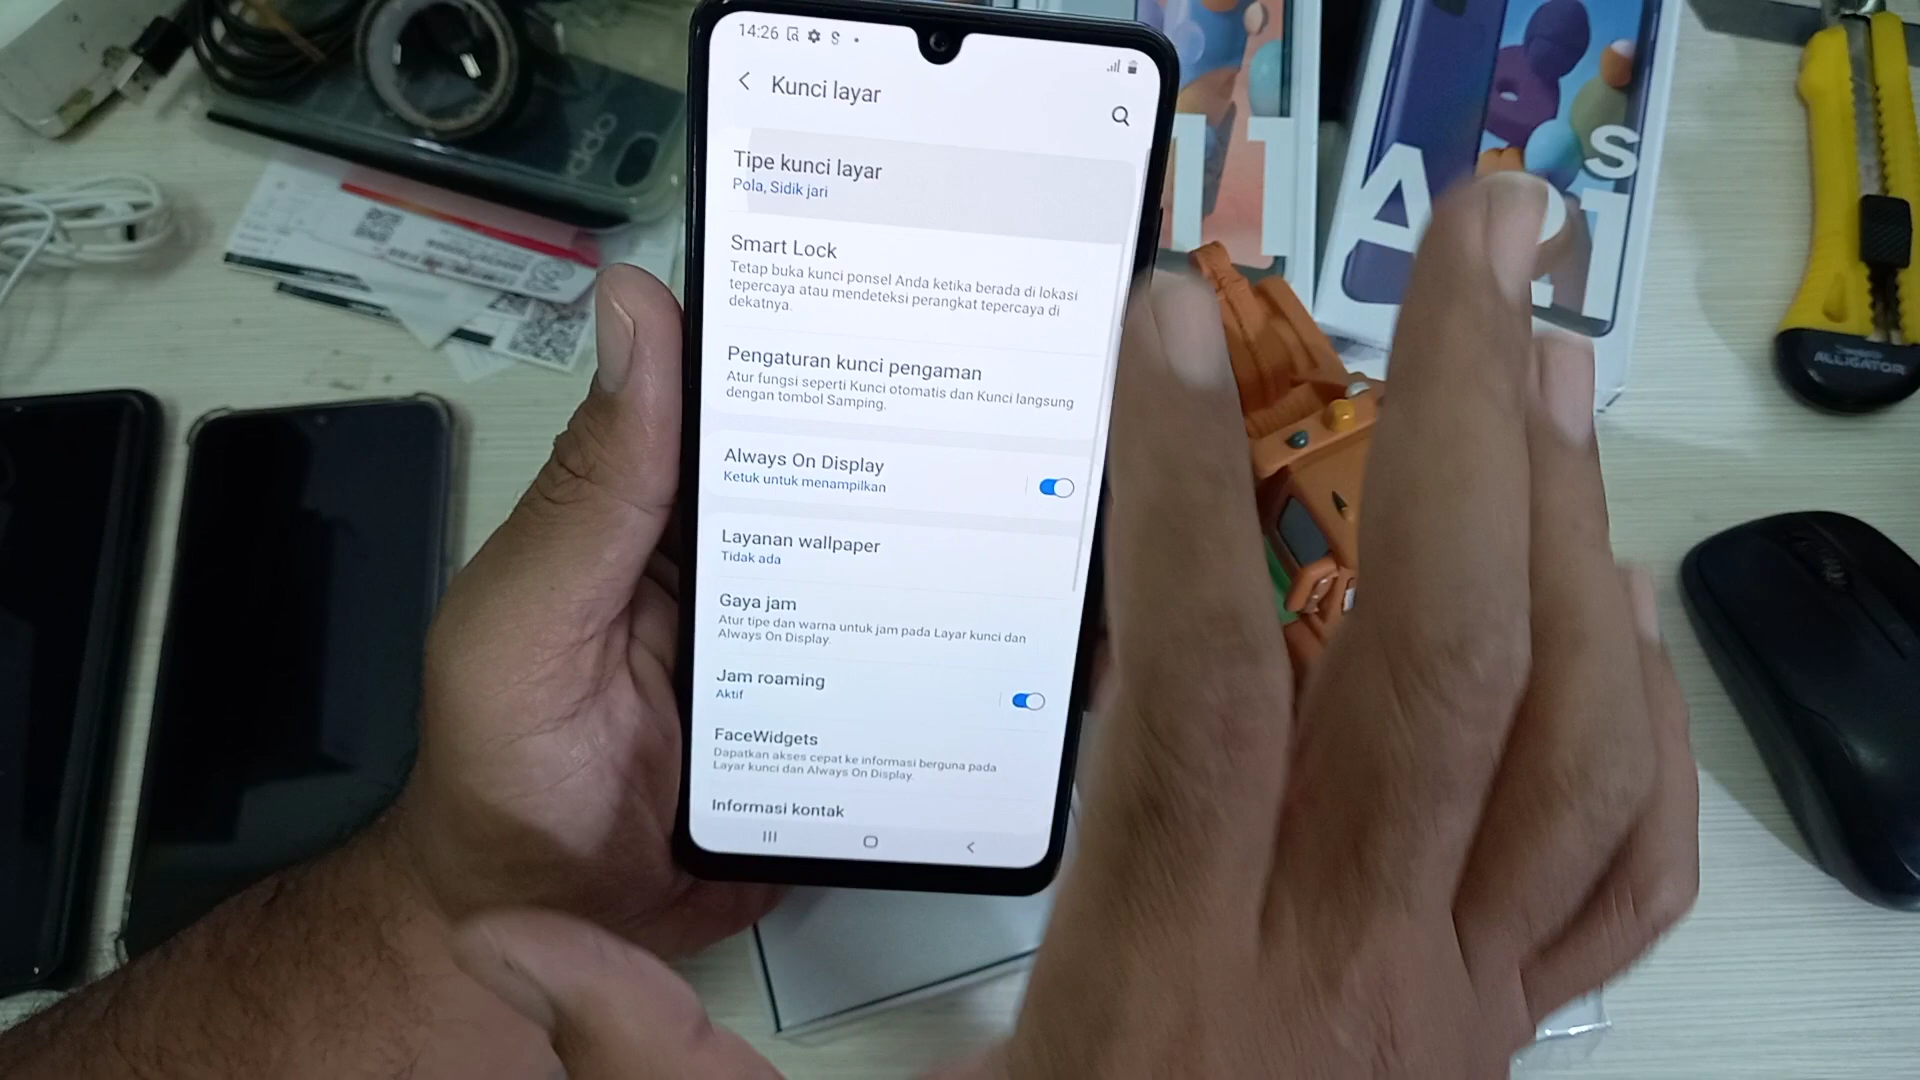 14:26
Kunci layar
Tipe kunci layar
Pola, Sidik jari
Smart Lock
Tetap buka kunci ponsel Anda ketika berada di lokasi
tepercaya atau mendeteksi perangkat tepercaya di
dekatnya.
Pengaturan kunci pengaman
Atur fungsi seperti Kunci otomatis dan Kunci langsung
dengan tombol Samping.
Always On Display
Ketuk untuk menampilkan
Layanan wallpaper
Tidak ada
Gaya jam
Atur tipe dan warna untuk jam pada Layar kunci dan
Always On Display.
Jam roaming
Aktif
FaceWidgets
Dapatkan akses cepat ke informasi berguna pada
Layar kunci dan Always On Display.
Informasi kontak
11
A21s
ALLIGATOR